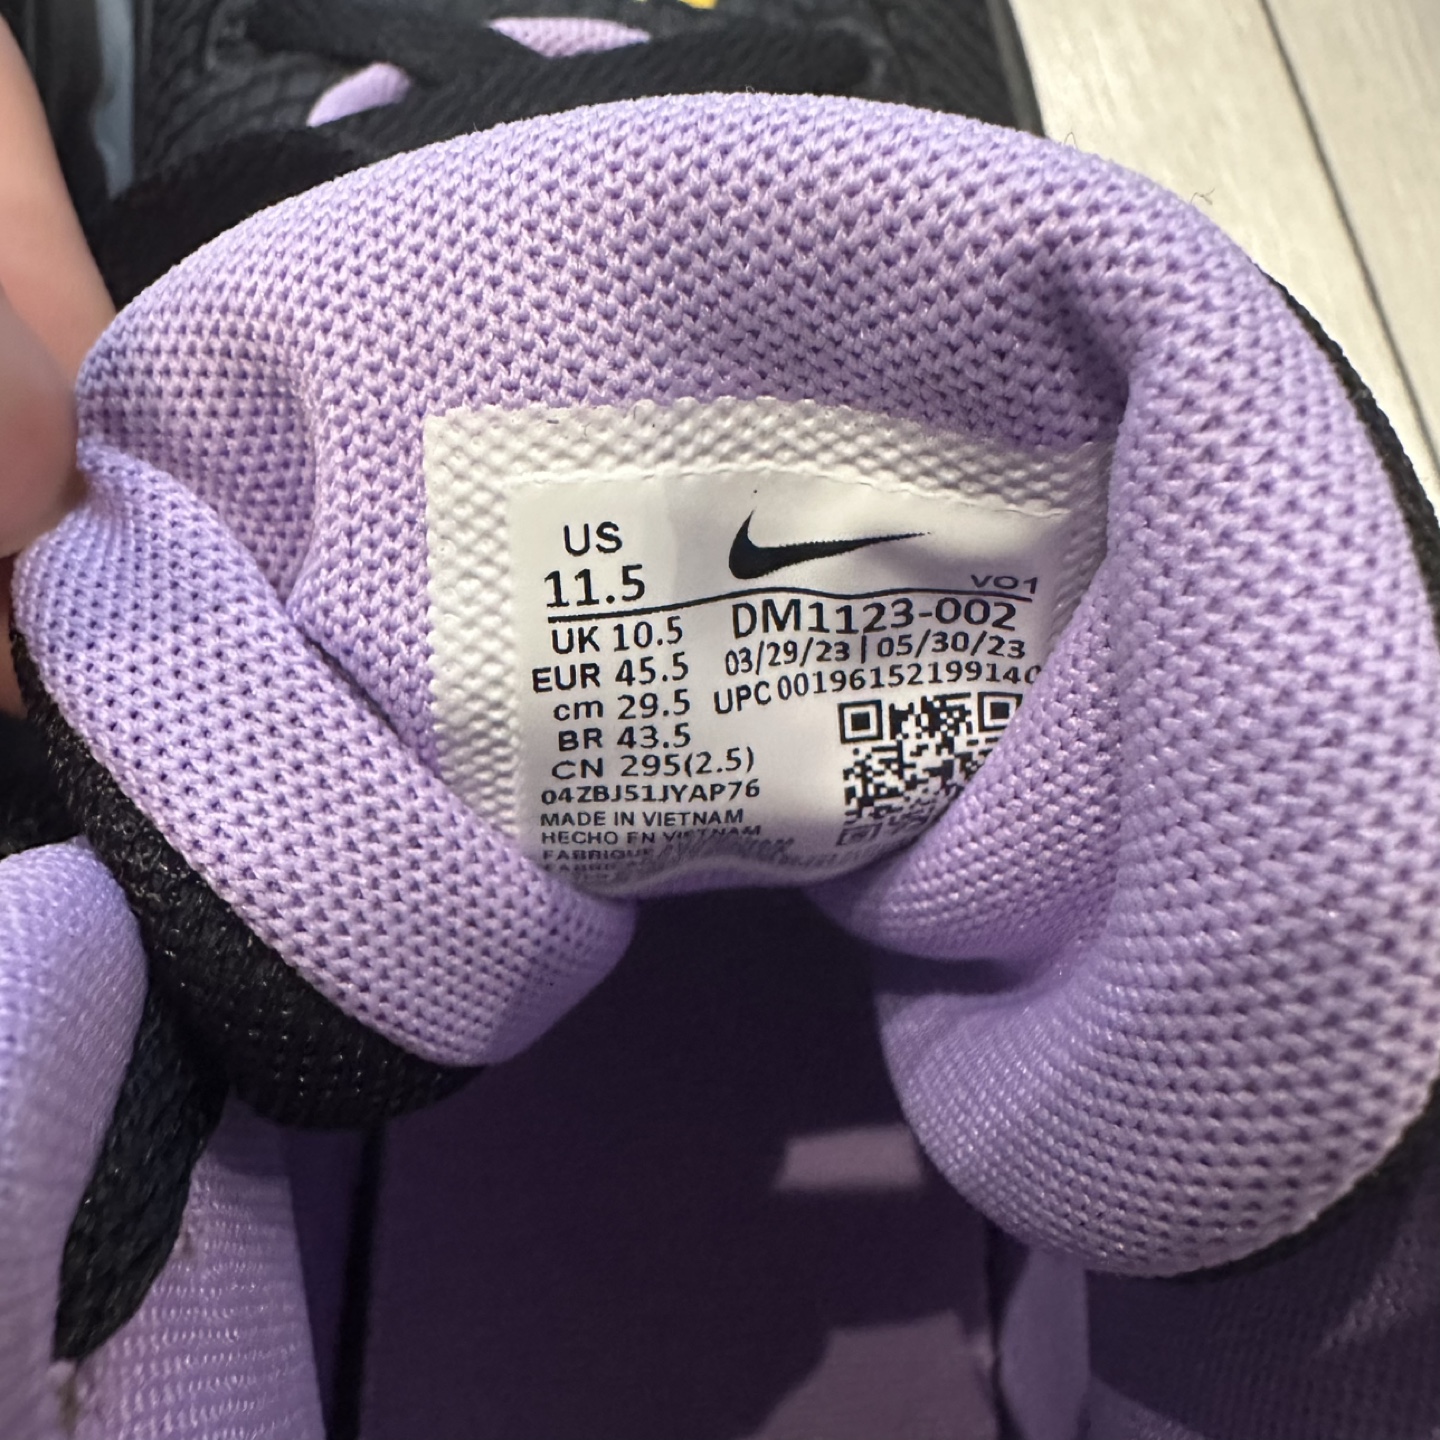 US
11.5
UK 10.5
EUR 45.5
cm 29.5
BR 43.5
CN 295(2.5)
04ZBJ51JYAP76
MADE IN VIETNAM
HECHO EN VIETNAM
FABRIQUE
VO1
DM1123-002
03/29/23 | 05/30/23
UPC 00196152199140